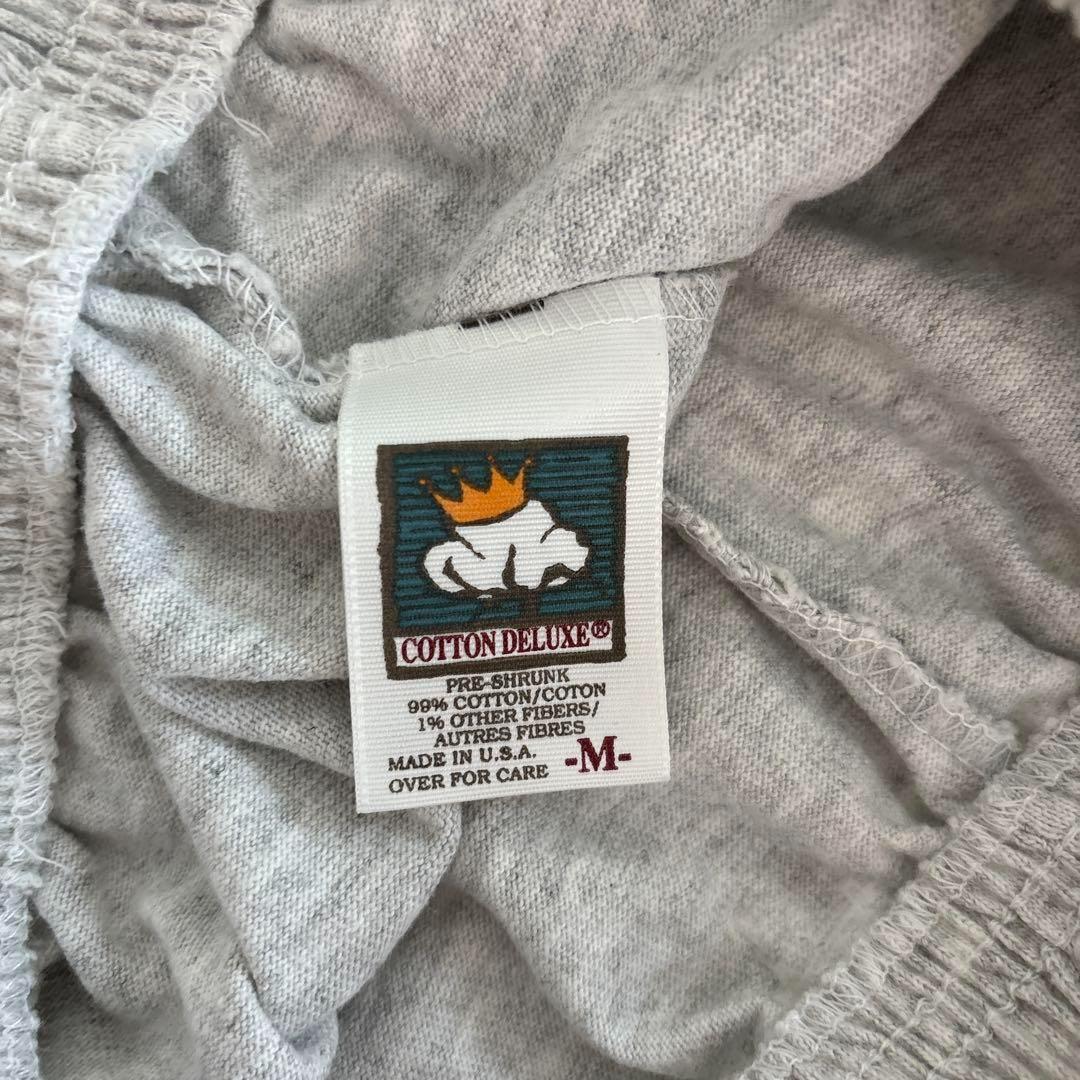 COTTON DELUXE®
PRE-SHRUNK
99% COTTON/COTON
1% OTHER FIBERS/
AUTRES FIBRES
MADE IN U.S.A.
OVER FOR CARE -M-